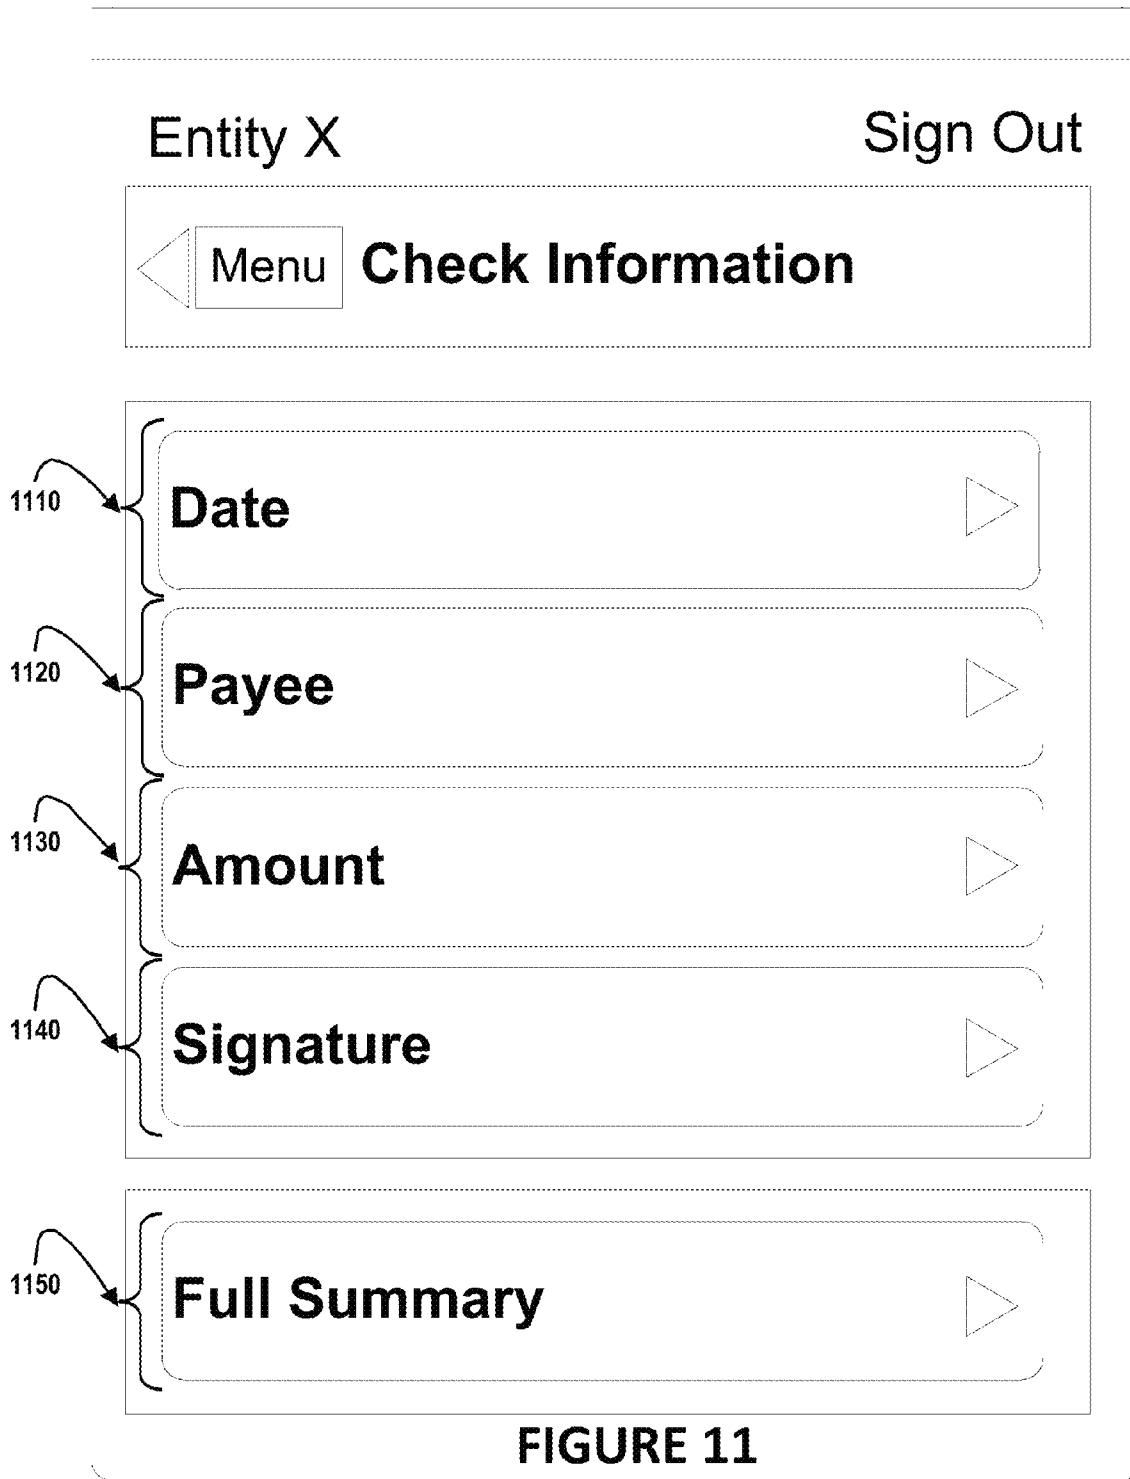 Entity X
Sign Out
Menu
Check Information
1110
Date
1120
Payee
1130
Amount
1140
Signature
1150
Full Summary
FIGURE 11